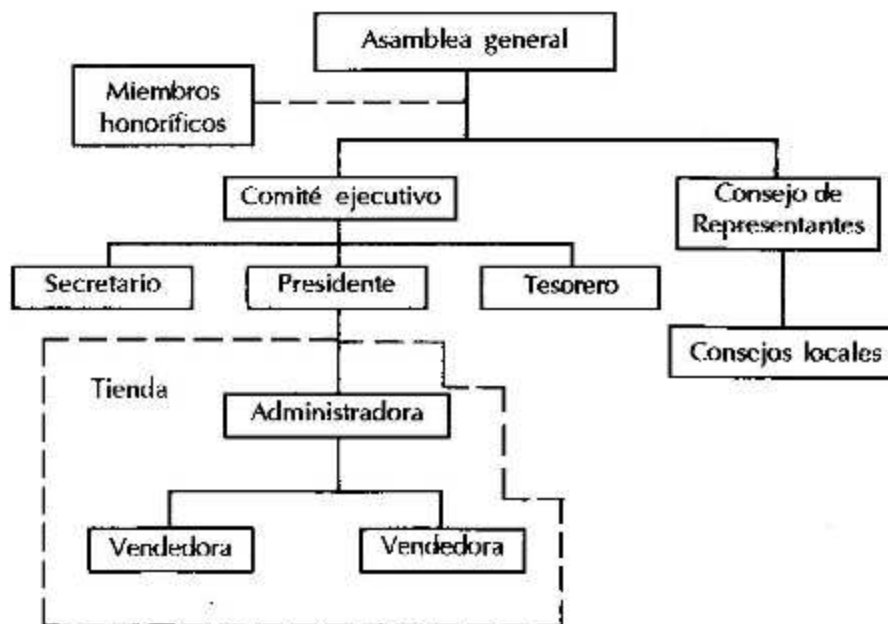 Asamblea general
Miembros
honoríficos
Comité ejecutivo
Consejo de
Representantes
Secretario
Presidente
Tesorero
Consejos locales
Tienda
Administradora
Vendedora
Vendedora